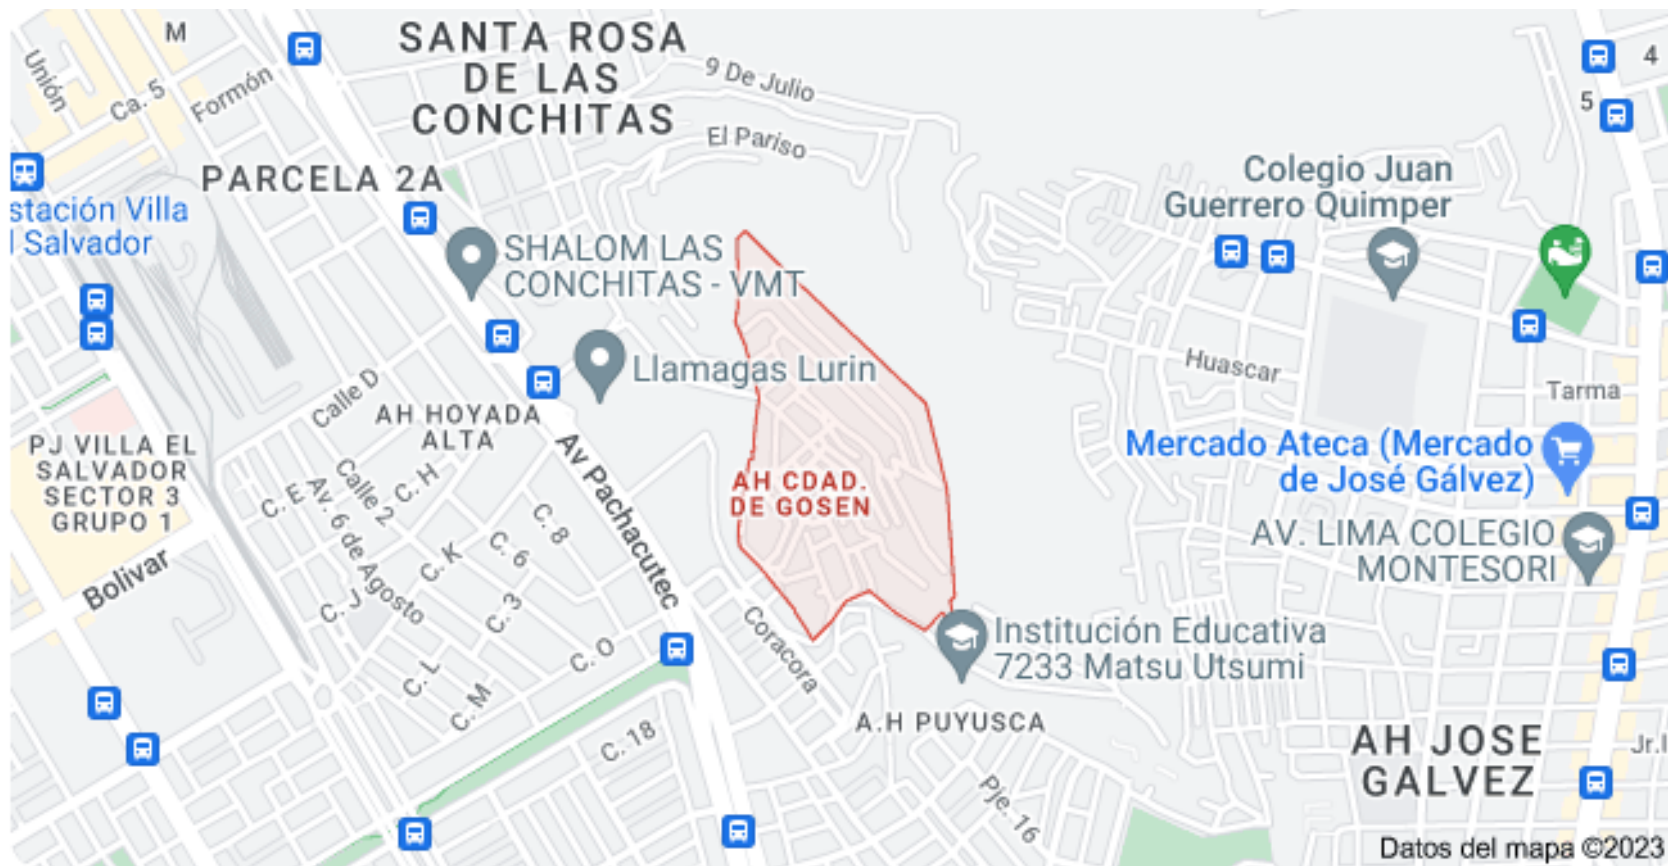 M
SANTA ROSA
DE LAS
CONCHITAS
4
5
Unión
Ca. 5
Formón
9 De Julio
El Pariso
PARCELA 2A
Colegio Juan
Guerrero Quimper
stación Villa
l Salvador
SHALOM LAS
CONCHITAS - VMT
Llamagas Lurin
Huascar
Tarma
Calle D
AH HOYADA
ALTA
PJ VILLA EL
SALVADOR
SECTOR 3
GRUPO 1
Mercado Ateca (Mercado
de José Gálvez)
AH CDAD.
DE GOSEN
Av Pachacutec
Calle 2
C. H
C. E
Av. 6 de Agosto
C. 8
C. 6
C. K
C. J
C. 3
AV. LIMA COLEGIO
MONTESORI
Bolivar
C. O
C. L
C. M
Coracora
Institución Educativa
7233 Matsu Utsumi
A.H PUYUSCA
C. 18
AH JOSE
GALVEZ
Jr.I
Pje. 16
Datos del mapa ©2023